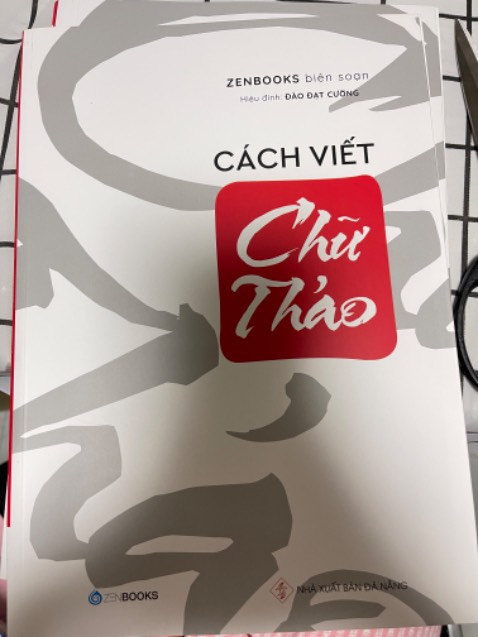 ZENBOOKS biên soạn
Hiệu đính: ĐÀO ĐẠT CƯỜNG
CÁCH VIẾT
Chữ
Thảo
ZENBOOKS
NHÀ XUẤT BẢN ĐÀ NẴNG